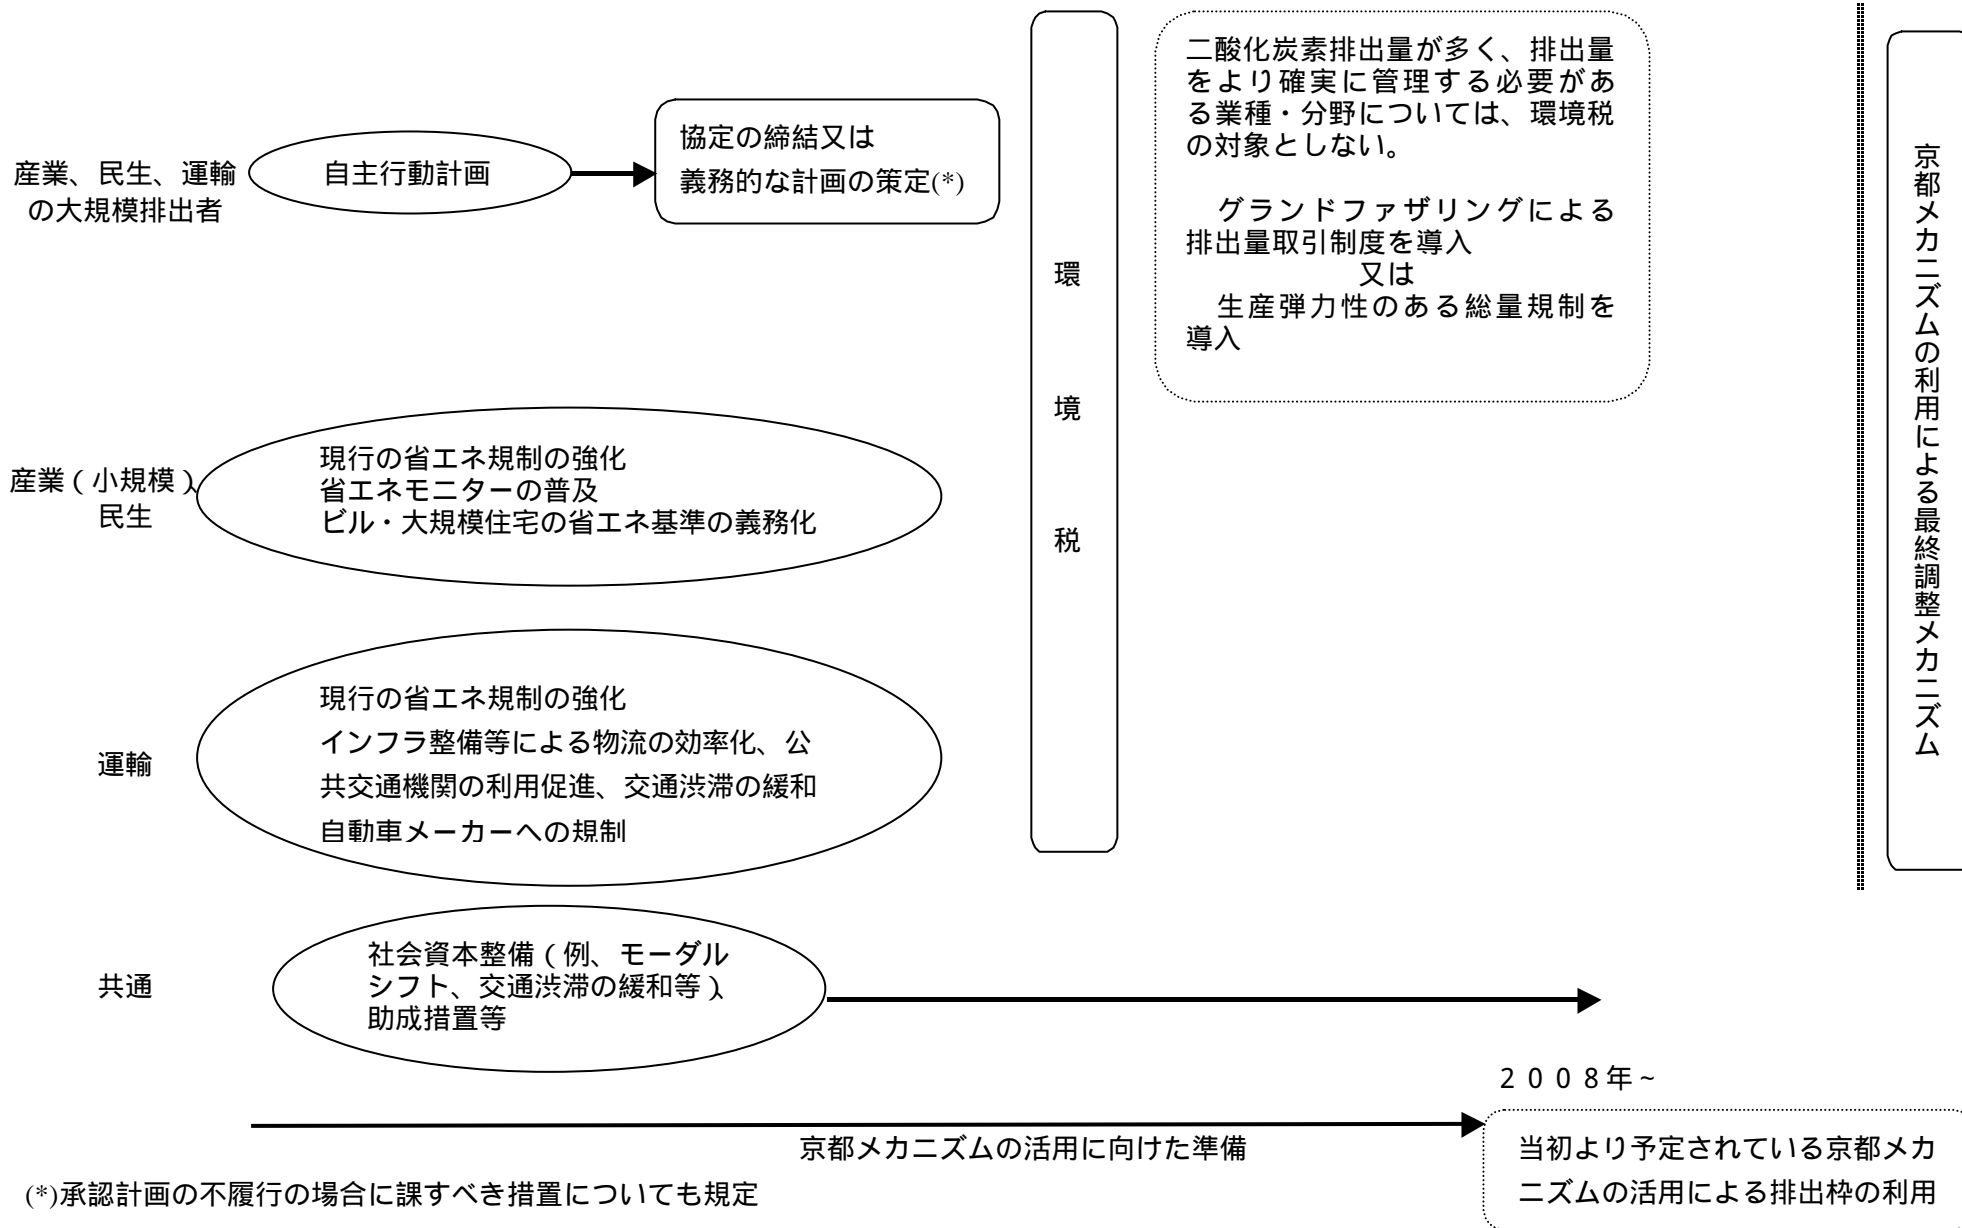 産業、民生、運輸
の大規模排出者
自主行動計画
協定の締結又は
義務的な計画の策定(*)
環境税
二酸化炭素排出量が多く、排出量
をより確実に管理する必要があ
る業種・分野については、環境税
の対象としない。
グランドファザリングによる
排出量取引制度を導入
又は
生産弾力性のある総量規制を
導入
京都メカニズムの利用による最終調整メカニズム
産業（小規模）、
民生
現行の省エネ規制の強化
省エネモニターの普及
ビル・大規模住宅の省エネ基準の義務化
運輸
現行の省エネ規制の強化
インフラ整備等による物流の効率化、公
共交通機関の利用促進、交通渋滞の緩和
自動車メーカーへの規制
共通
社会資本整備（例、モーダル
シフト、交通渋滞の緩和等）、
助成措置等
２００８年~
京都メカニズムの活用に向けた準備
当初より予定されている京都メカ
ニズムの活用による排出枠の利用
(*)承認計画の不履行の場合に課すべき措置についても規定